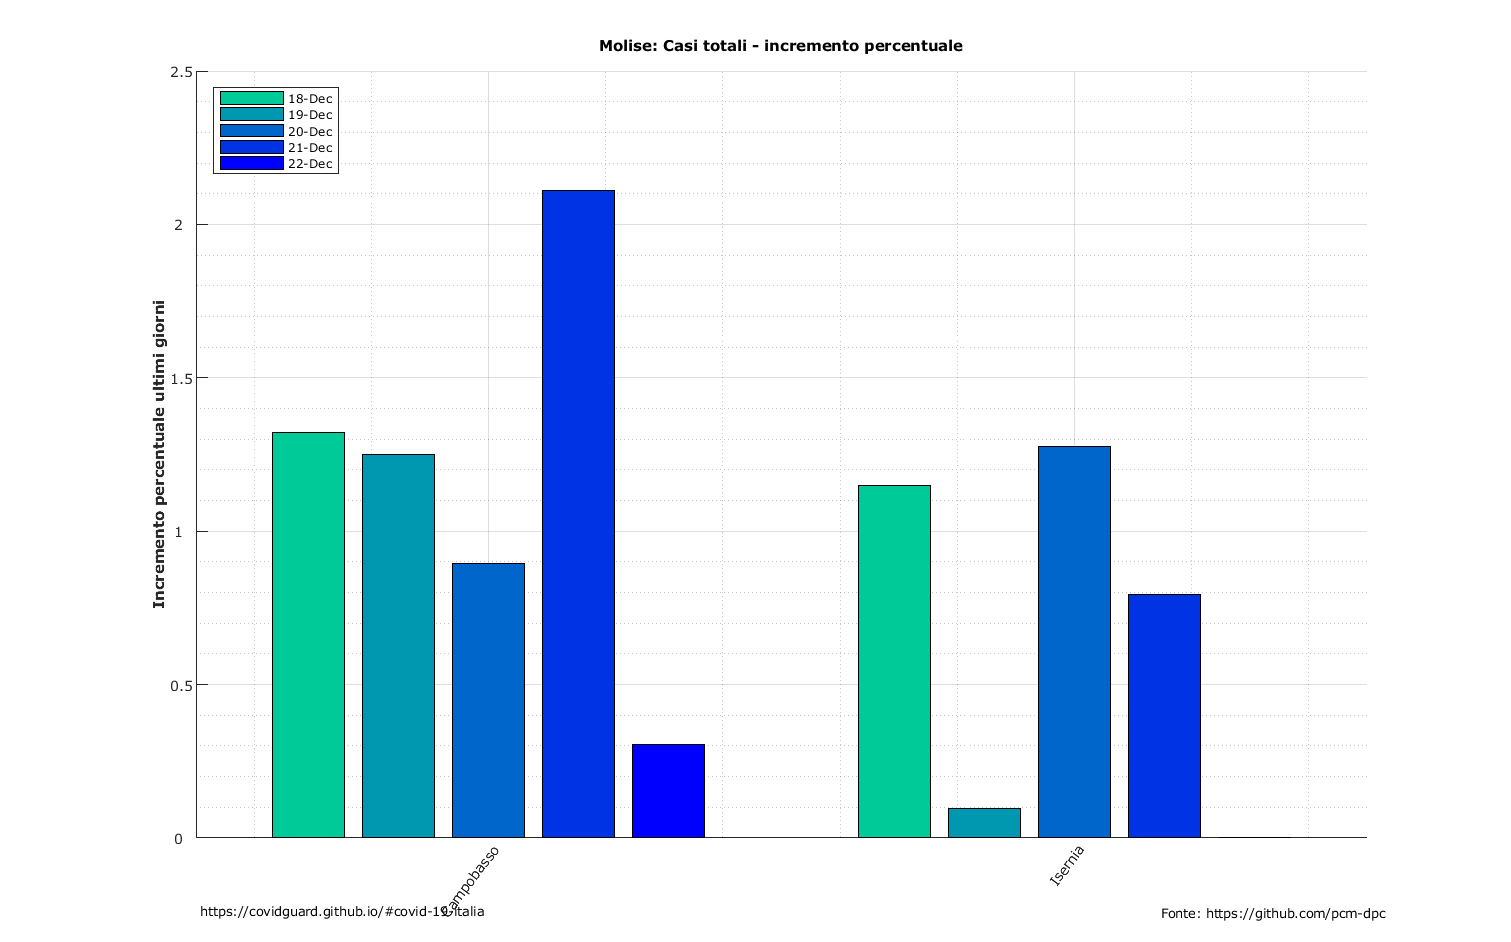 Molise: Casi totali - incremento percentuale
2.5
2
1.5
1
0.5
0
Incremento percentuale ultimi giorni
18-Dec
19-Dec
20-Dec
21-Dec
22-Dec
Campobasso
Isernia
https://covidguard.github.io/#covid-19-italia
Fonte: https://github.com/pcm-dpc